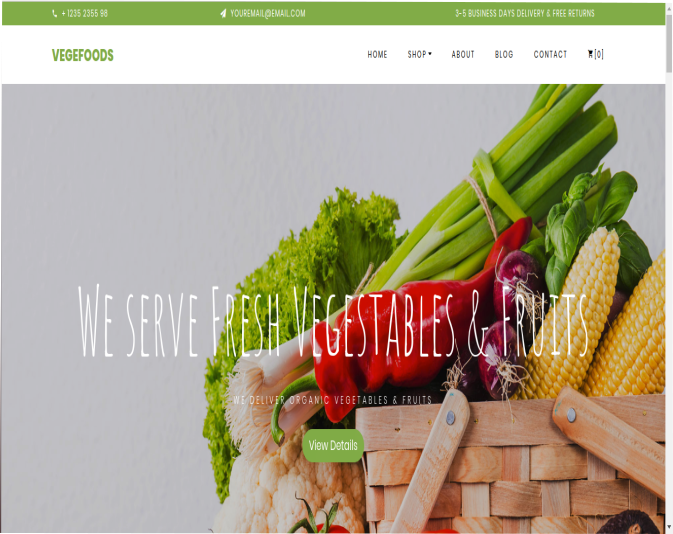 + 1235 2355 98
YOUREMAIL@EMAIL.COM
3-5 BUSINESS DAYS DELIVERY & FREE RETURNS
VEGEFOODS
HOME
SHOP
ABOUT
BLOG
CONTACT
[0]
WE SERVE FRESH VEGESTABLES & FRUITS
WE DELIVER ORGANIC VEGETABLES & FRUITS
View Details